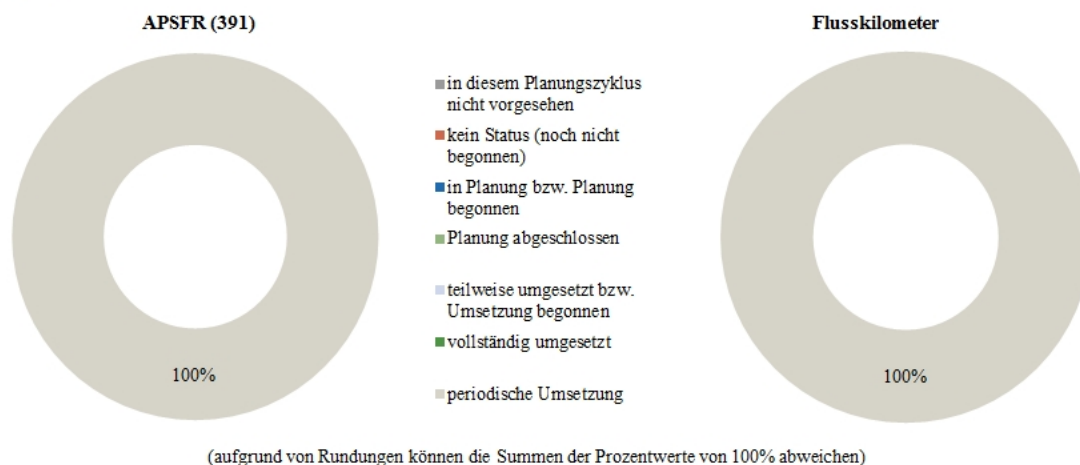 APSFR (391)
Flusskilometer
in diesem Planungszyklus
nicht vorgesehen
kein Status (noch nicht
begonnen)
in Planung bzw. Planung
begonnen
Planung abgeschlossen
teilweise umgesetzt bzw.
Umsetzung begonnen
vollständig umgesetzt
periodische Umsetzung
100%
100%
(aufgrund von Rundungen können die Summen der Prozentwerte von 100% abweichen)